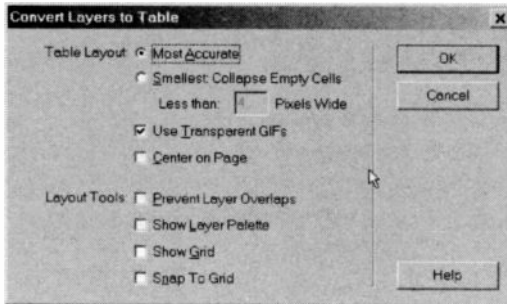 Convert Layers to Table
Table Layout: Most Accurate
Smallest: Collapse Empty Cells
Less than: 4 Pixels Wide
Use Transparent GIFs
Center on Page
Layout Tools: Prevent Layer Overlaps
Show Layer Palette
Show Grid
Snap To Grid
OK
Cancel
Help